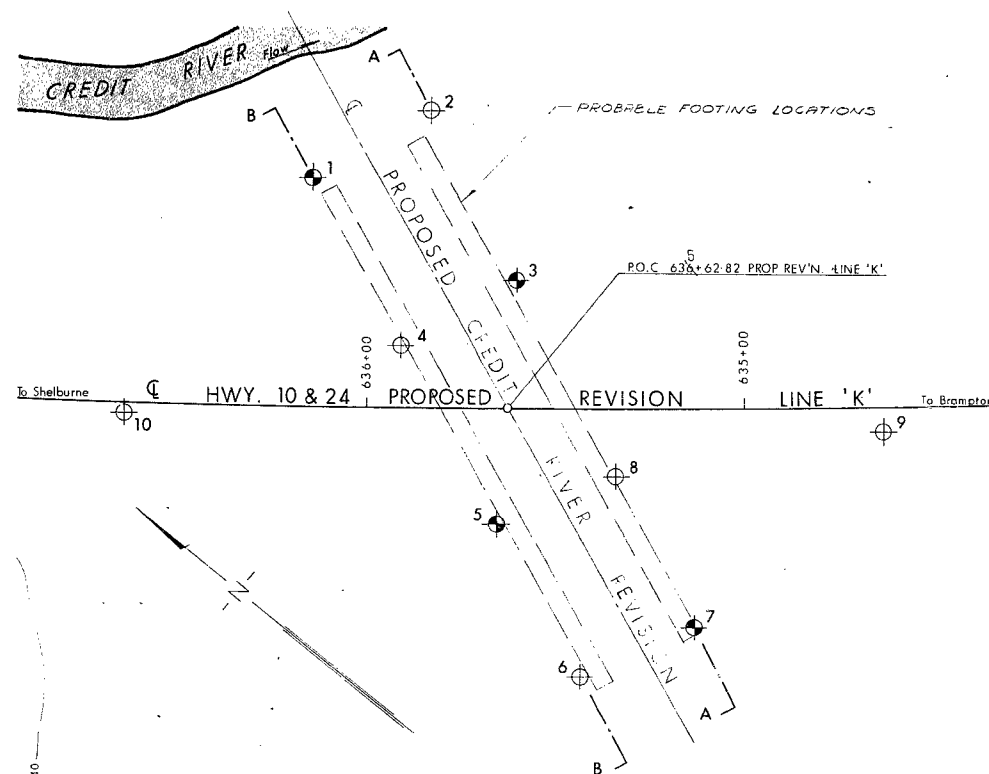 CREDIT RIVER Flow
A
B
2
1
℄
PROBABLE FOOTING LOCATIONS
PROPOSED CREDIT RIVER REVISION
3
5
P.O.C 636+62·82 PROP REV'N. LINE 'K'
4
636+00
635+00
To Shelburne
℄ HWY. 10 & 24 PROPOSED REVISION LINE 'K'
To Brampton
10
9
8
5
N
7
6
A
B